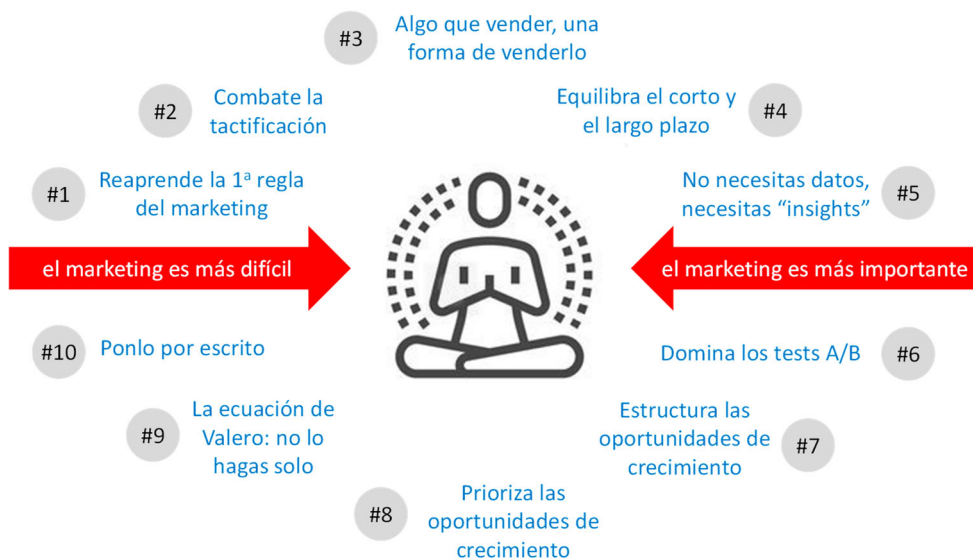 #1
Reaprende la 1ª regla
del marketing
#2
Combate la
tactificación
#3
Algo que vender, una
forma de venderlo
#4
Equilibra el corto y
el largo plazo
#5
No necesitas datos,
necesitas “insights”
el marketing es más difícil
el marketing es más importante
#6
Domina los tests A/B
#7
Estructura las
oportunidades de
crecimiento
#8
Prioriza las
oportunidades de
crecimiento
#9
La ecuación de
Valero: no lo
hagas solo
#10
Ponlo por escrito